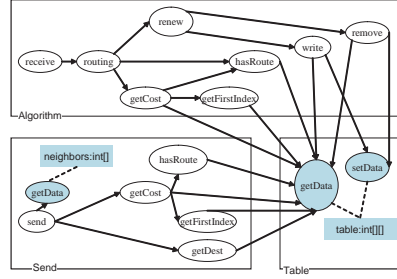 renew
remove
write
receive
routing
hasRoute
getCost
getFirstIndex
Algorithm
neighbors:int[]
hasRoute
getData
getCost
getData
setData
send
getFirstIndex
table:int[][]
getDest
Send
Table